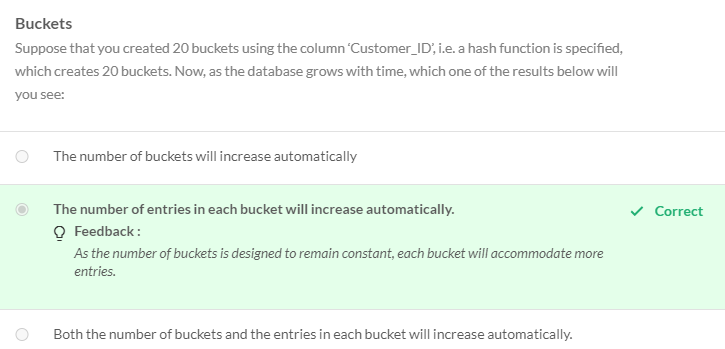 Buckets
Suppose that you created 20 buckets using the column ‘Customer_ID’, i.e. a hash function is specified,
which creates 20 buckets. Now, as the database grows with time, which one of the results below will
you see:
The number of buckets will increase automatically
The number of entries in each bucket will increase automatically.
Correct
Feedback :
As the number of buckets is designed to remain constant, each bucket will accommodate more
entries.
Both the number of buckets and the entries in each bucket will increase automatically.